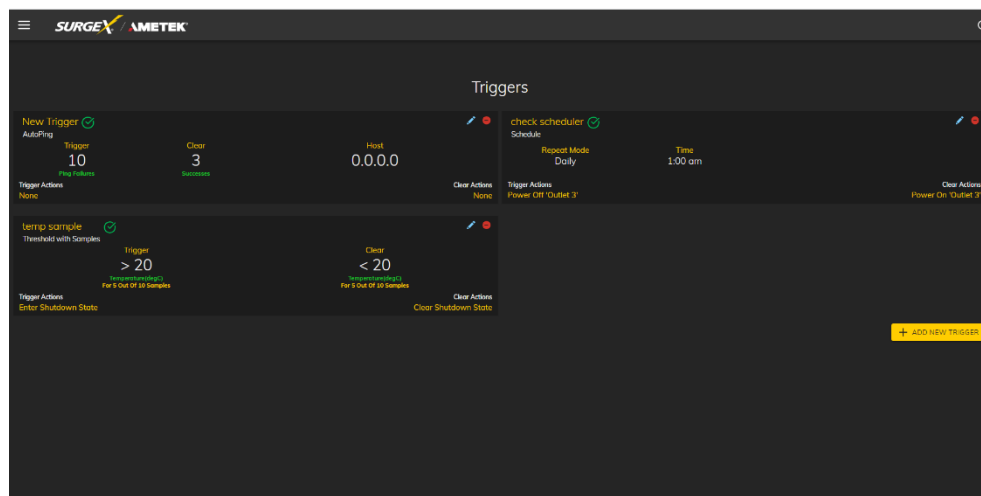 SURGEX / AMETEK
Triggers
New Trigger
AutoPing
Trigger
10
Ping Failures
Clear
3
Successes
Host
0.0.0.0
Trigger Actions
None
Clear Actions
None
check scheduler
Schedule
Repeat Mode
Daily
Time
1:00 am
Trigger Actions
Power Off 'Outlet 3'
Clear Actions
Power On 'Outlet 3'
temp sample
Threshold with Samples
Trigger
> 20
Temperature(degC)
For 5 Out Of 10 Samples
Clear
< 20
Temperature(degC)
For 5 Out Of 10 Samples
Trigger Actions
Enter Shutdown State
Clear Actions
Clear Shutdown State
+ ADD NEW TRIGGER